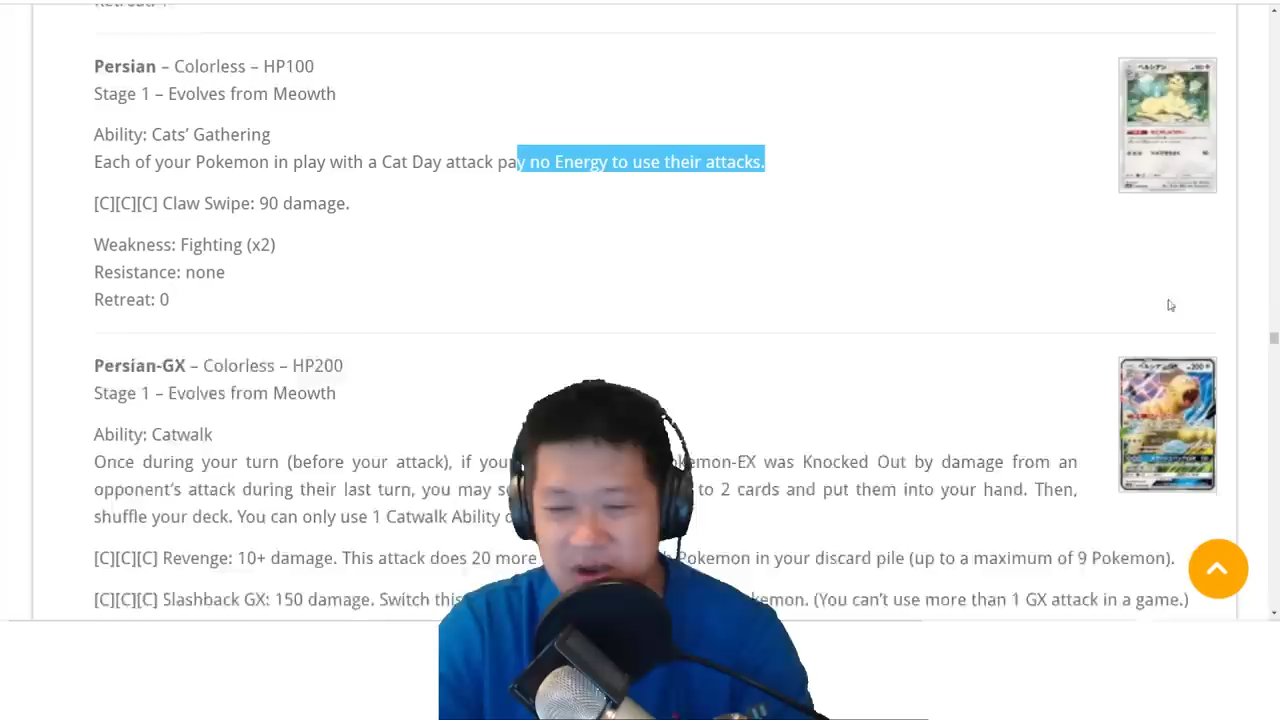 Persian – Colorless – HP100
Stage 1 – Evolves from Meowth
Ability: Cats’ Gathering
Each of your Pokemon in play with a Cat Day attack pay no Energy to use their attacks.
[C][C][C] Claw Swipe: 90 damage.
Weakness: Fighting (x2)
Resistance: none
Retreat: 0
Persian-GX – Colorless – HP200
Stage 1 – Evolves from Meowth
Ability: Catwalk
Once during your turn (before your attack), if your okemon-EX was Knocked Out by damage from an
opponent’s attack during their last turn, you may to 2 cards and put them into your hand. Then,
shuffle your deck. You can only use 1 Catwalk Ability
[C][C][C] Revenge: 10+ damage. This attack does 20 more Pokemon in your discard pile (up to a maximum of 9 Pokemon).
[C][C][C] Slashback GX: 150 damage. Switch this kemon. (You can’t use more than 1 GX attack in a game.)